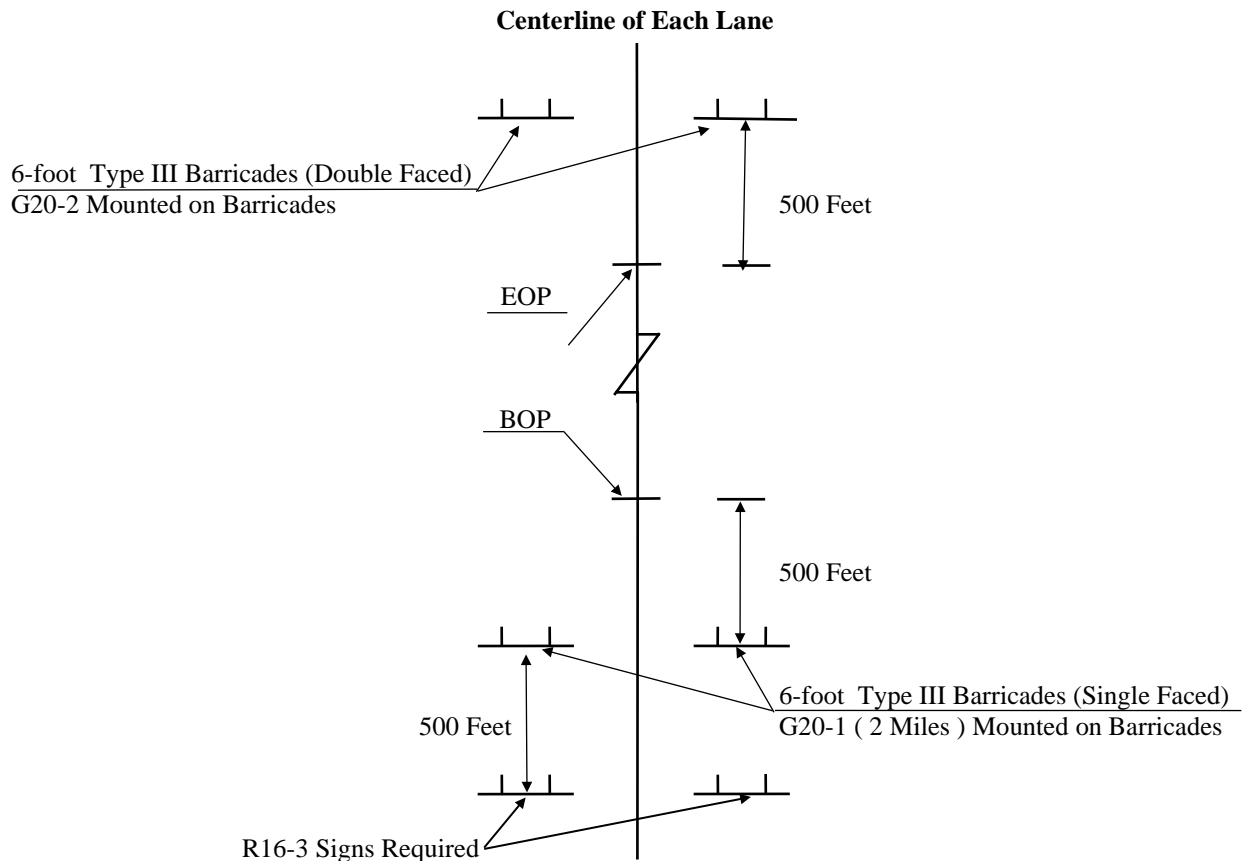 Centerline of Each Lane
6-foot Type III Barricades (Double Faced)
G20-2 Mounted on Barricades
500 Feet
EOP
BOP
500 Feet
6-foot Type III Barricades (Single Faced)
G20-1 ( 2 Miles ) Mounted on Barricades
500 Feet
R16-3 Signs Required